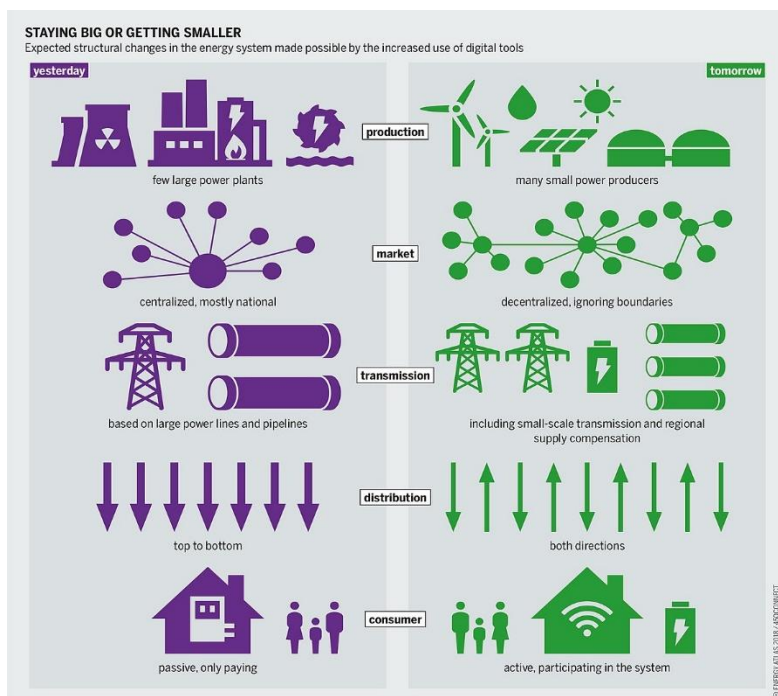 STAYING BIG OR GETTING SMALLER
Expected structural changes in the energy system made possible by the increased use of digital tools
yesterday
tomorrow
production
few large power plants
many small power producers
market
centralized, mostly national
decentralized, ignoring boundaries
transmission
based on large power lines and pipelines
including small-scale transmission and regional
supply compensation
distribution
top to bottom
both directions
consumer
passive, only paying
active, participating in the system
ENERGY ATLAS 2018 /